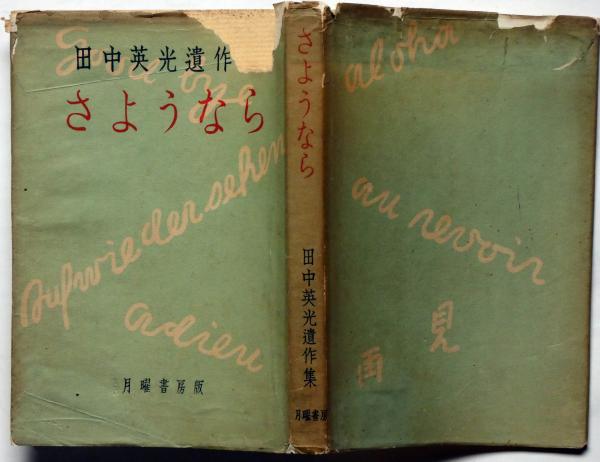 田中英光遺作
さようなら
Aufwiedersehen
adieu
月曜書房版
さようなら
田中英光遺作集
月曜書房
aloha
au revoir
再見